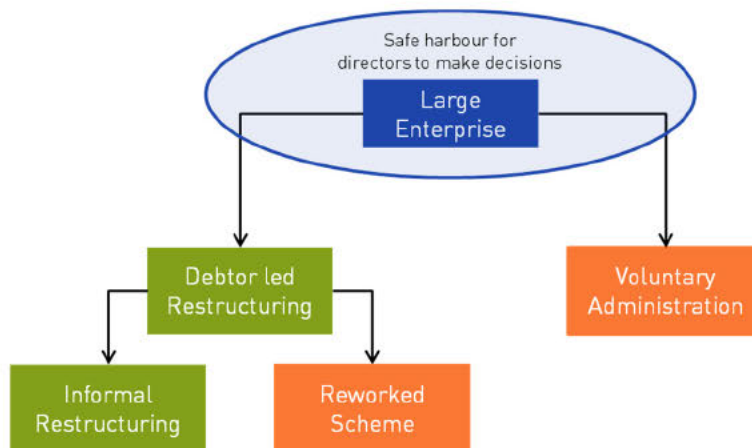 Safe harbour for
directors to make decisions
Large
Enterprise
Debtor led
Restructuring
Voluntary
Administration
Informal
Restructuring
Reworked
Scheme